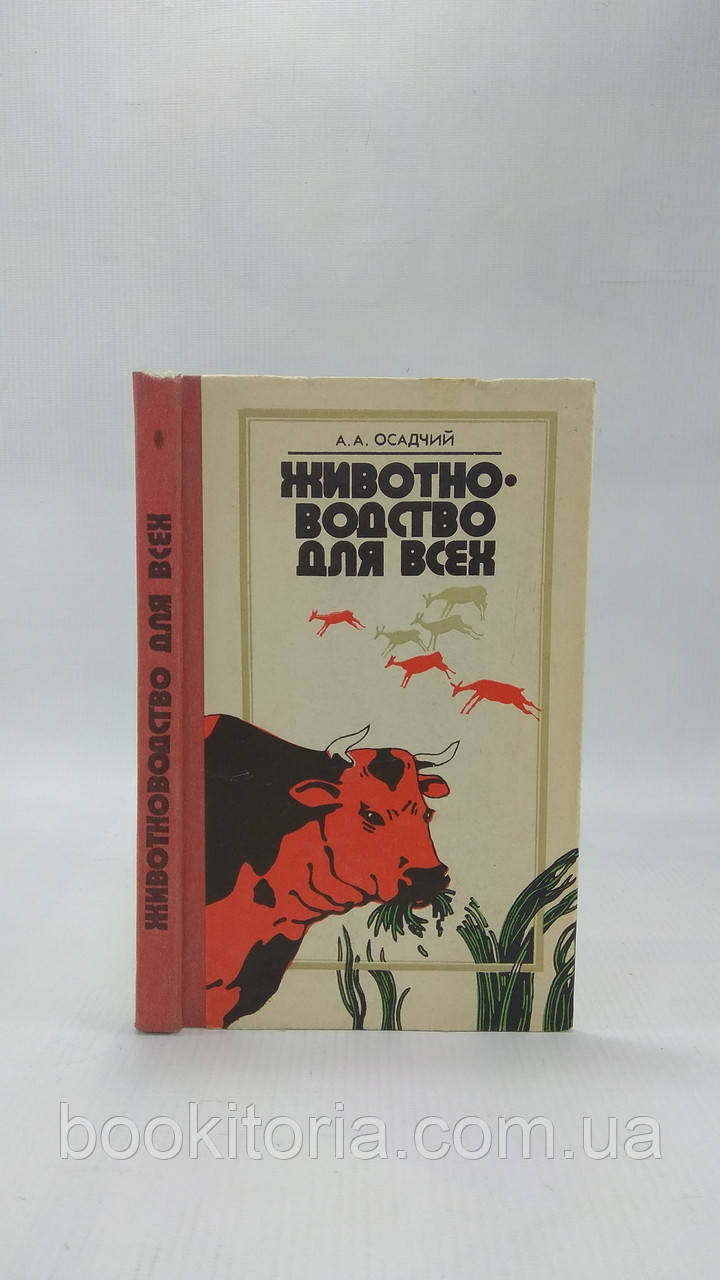 А.А. ОСАДЧИЙ
ЖИВОТНО-
ВОДСТВО
ДЛЯ ВСЕХ
ЖИВОТНОВОДСТВО ДЛЯ ВСЕХ
bookitoria.com.ua